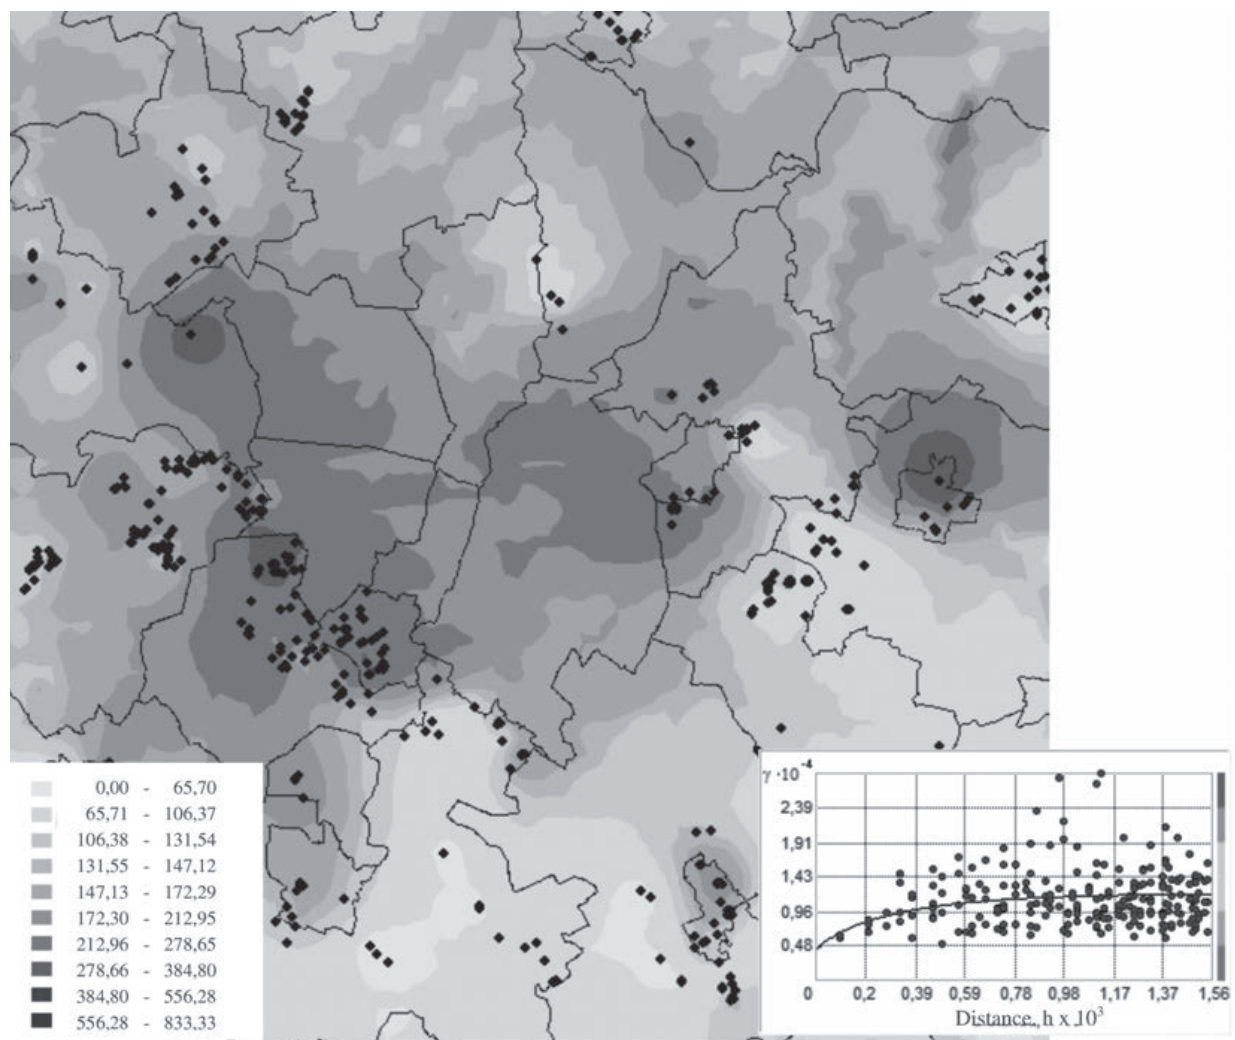 0,00 - 65,70
65,71 - 106,37
106,38 - 131,54
131,55 - 147,12
147,13 - 172,29
172,30 - 212,95
212,96 - 278,65
278,66 - 384,80
384,80 - 556,28
556,28 - 833,33
γ·10⁻⁴
2,39
1,91
1,43
0,96
0,48
0 0,2 0,39 0,59 0,78 0,98 1,17 1,37 1,56
Distance, h x 10³